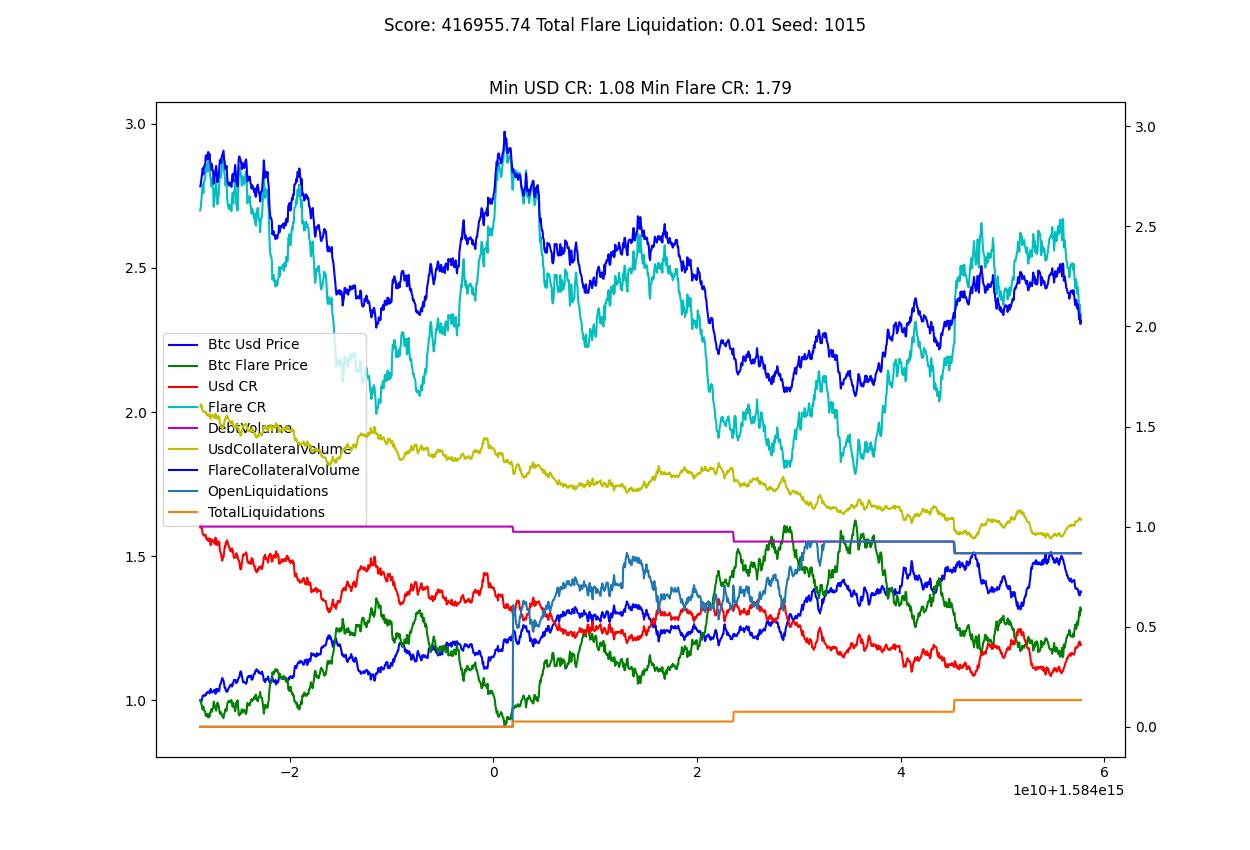 Score: 416955.74 Total Flare Liquidation: 0.01 Seed: 1015
Min USD CR: 1.08 Min Flare CR: 1.79
3.0
2.5
2.0
1.5
1.0
3.0
2.5
2.0
1.5
1.0
0.5
0.0
Btc Usd Price
Btc Flare Price
Usd CR
Flare CR
DebtVolume
UsdCollateralVolume
FlareCollateralVolume
OpenLiquidations
TotalLiquidations
−2 0 2 4 6
1e10+1.584e15